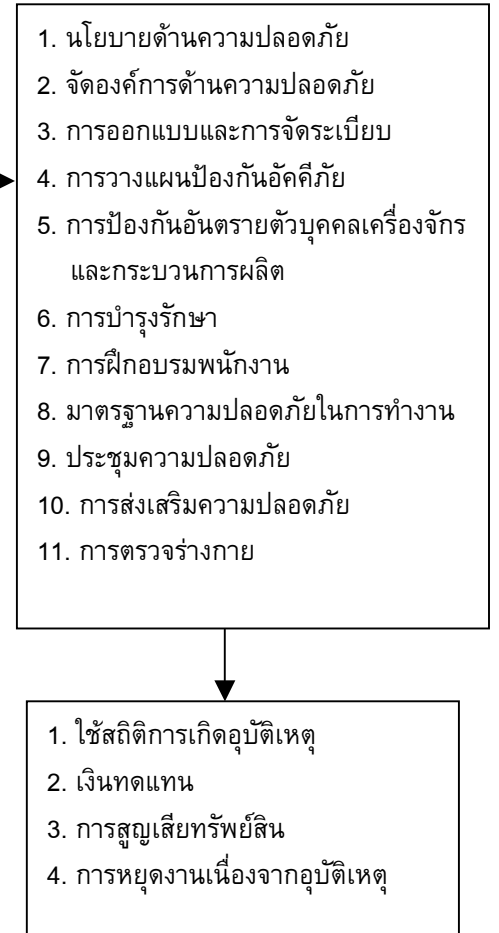 1. นโยบายด้านความปลอดภัย
2. จัดองค์การด้านความปลอดภัย
3. การออกแบบและการจัดระเบียบ
4. การวางแผนป้องกันอัคคีภัย
5. การป้องกันอันตรายตัวบุคคลเครื่องจักร
และกระบวนการผลิต
6. การบำรุงรักษา
7. การฝึกอบรมพนักงาน
8. มาตรฐานความปลอดภัยในการทำงาน
9. ประชุมความปลอดภัย
10. การส่งเสริมความปลอดภัย
11. การตรวจร่างกาย
1. ใช้สถิติการเกิดอุบัติเหตุ
2. เงินทดแทน
3. การสูญเสียทรัพย์สิน
4. การหยุดงานเนื่องจากอุบัติเหตุ